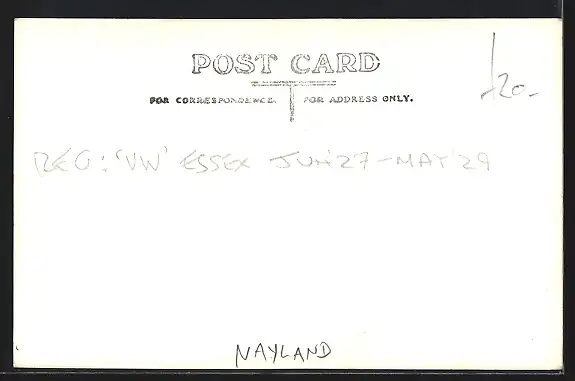 POST CARD
FOR CORRESPONDENCE. FOR ADDRESS ONLY.
20-
REG: 'VW' ESSEX JUN'27-MAY'29
NAYLAND